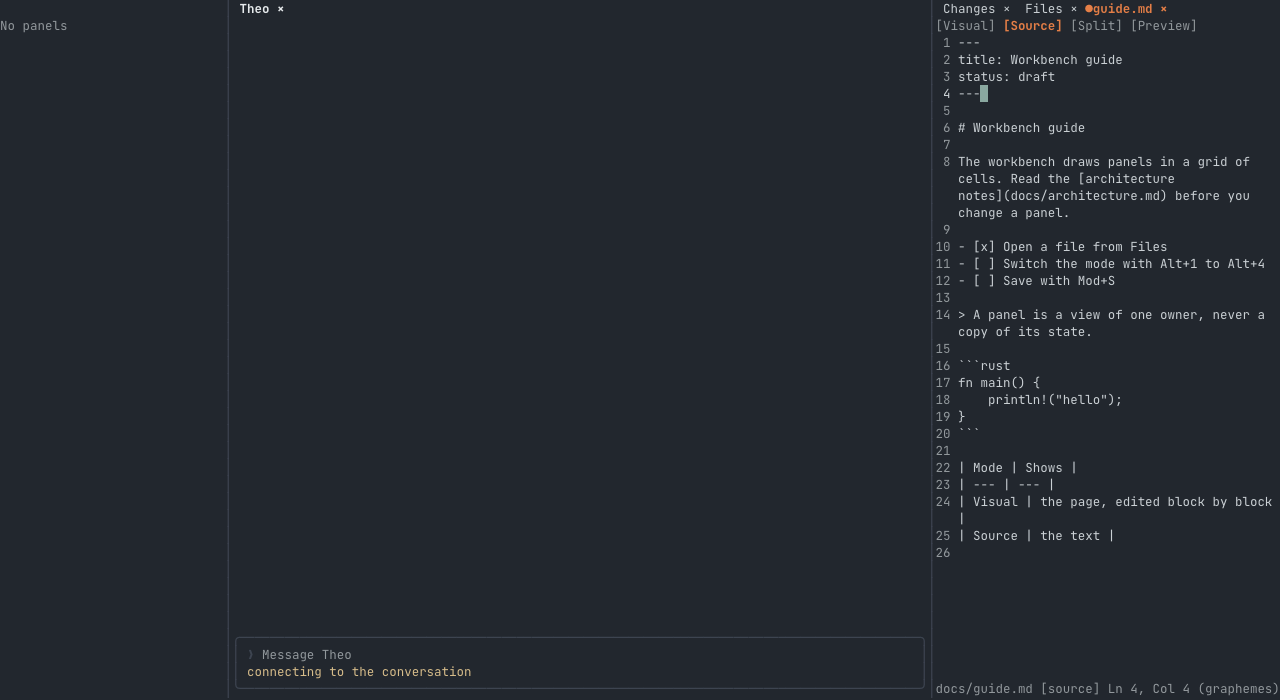 No panels
Theo ×
❭ Message Theo
connecting to the conversation
Changes × Files × ●guide.md ×
[Visual] [Source] [Split] [Preview]
1 ---
2 title: Workbench guide
3 status: draft
4 ---
5
6 # Workbench guide
7
8 The workbench draws panels in a grid of
cells. Read the [architecture
notes](docs/architecture.md) before you
change a panel.
9
10 - [x] Open a file from Files
11 - [ ] Switch the mode with Alt+1 to Alt+4
12 - [ ] Save with Mod+S
13
14 > A panel is a view of one owner, never a
copy of its state.
15
16 ```rust
17 fn main() {
18     println!("hello");
19 }
20 ```
21
22 | Mode | Shows |
23 | --- | --- |
24 | Visual | the page, edited block by block
|
25 | Source | the text |
26
docs/guide.md [source] Ln 4, Col 4 (graphemes)